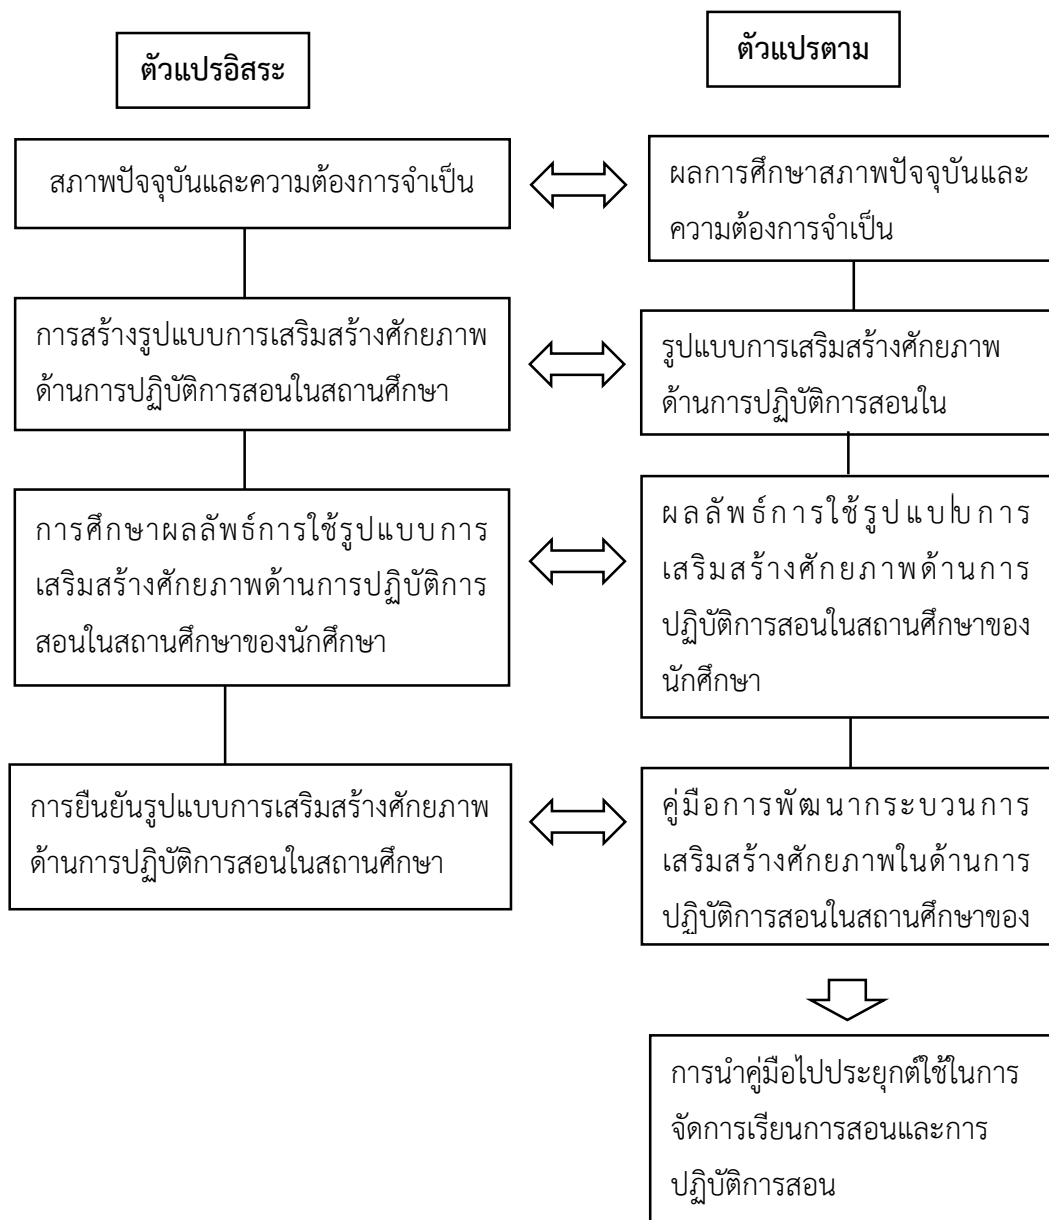 ตัวแปรอิสระ
ตัวแปรตาม
สภาพปัจจุบันและความต้องการจำเป็น
ผลการศึกษาสภาพปัจจุบันและ
ความต้องการจำเป็น
การสร้างรูปแบบการเสริมสร้างศักยภาพ
ด้านการปฏิบัติการสอนในสถานศึกษา
รูปแบบการเสริมสร้างศักยภาพ
ด้านการปฏิบัติการสอนใน
การศึกษาผลลัพธ์การใช้รูปแบบการ
เสริมสร้างศักยภาพด้านการปฏิบัติการ
สอนในสถานศึกษาของนักศึกษา
ผลลัพธ์การใช้รูปแบบการ
เสริมสร้างศักยภาพด้านการ
ปฏิบัติการสอนในสถานศึกษาของ
นักศึกษา
การยืนยันรูปแบบการเสริมสร้างศักยภาพ
ด้านการปฏิบัติการสอนในสถานศึกษา
คู่มือการพัฒนากระบวนการ
เสริมสร้างศักยภาพในด้านการ
ปฏิบัติการสอนในสถานศึกษาของ
การนำคู่มือไปประยุกต์ใช้ในการ
จัดการเรียนการสอนและการ
ปฏิบัติการสอน